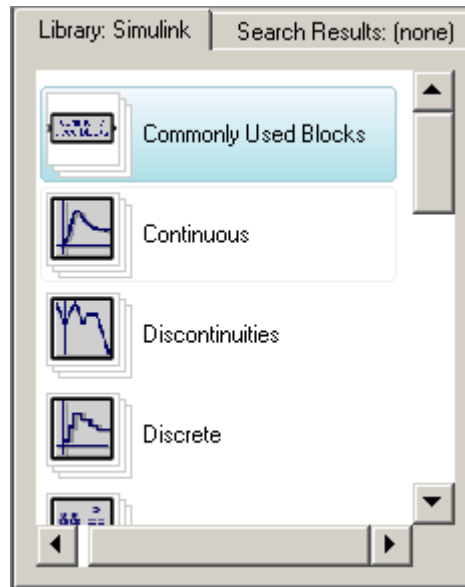 Library: Simulink
Search Results: (none)
Commonly Used Blocks
Continuous
Discontinuities
Discrete